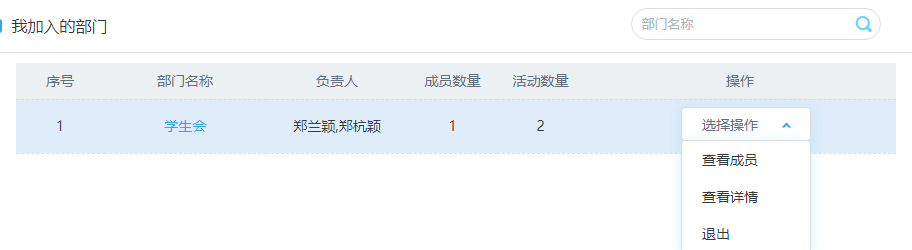 我加入的部门
部门名称
序号 部门名称 负责人 成员数量 活动数量 操作
1 学生会 郑兰颖,郑杭颖 1 2 选择操作
查看成员
查看详情
退出